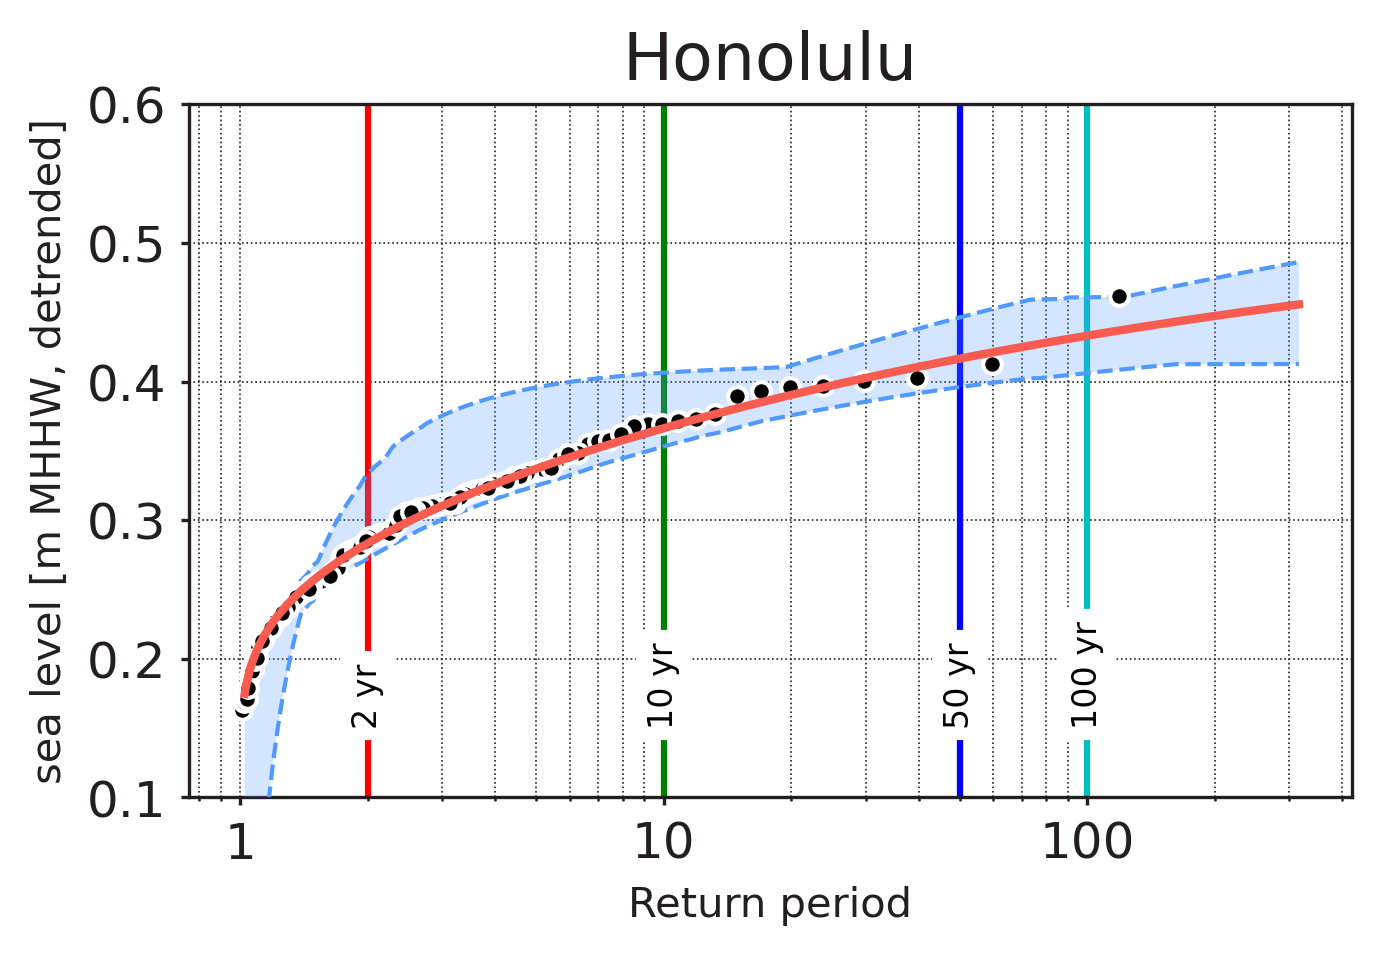 Honolulu
sea level [m MHHW, detrended]
0.6
0.5
0.4
0.3
0.2
0.1
2 yr
10 yr
50 yr
100 yr
1
10
100
Return period